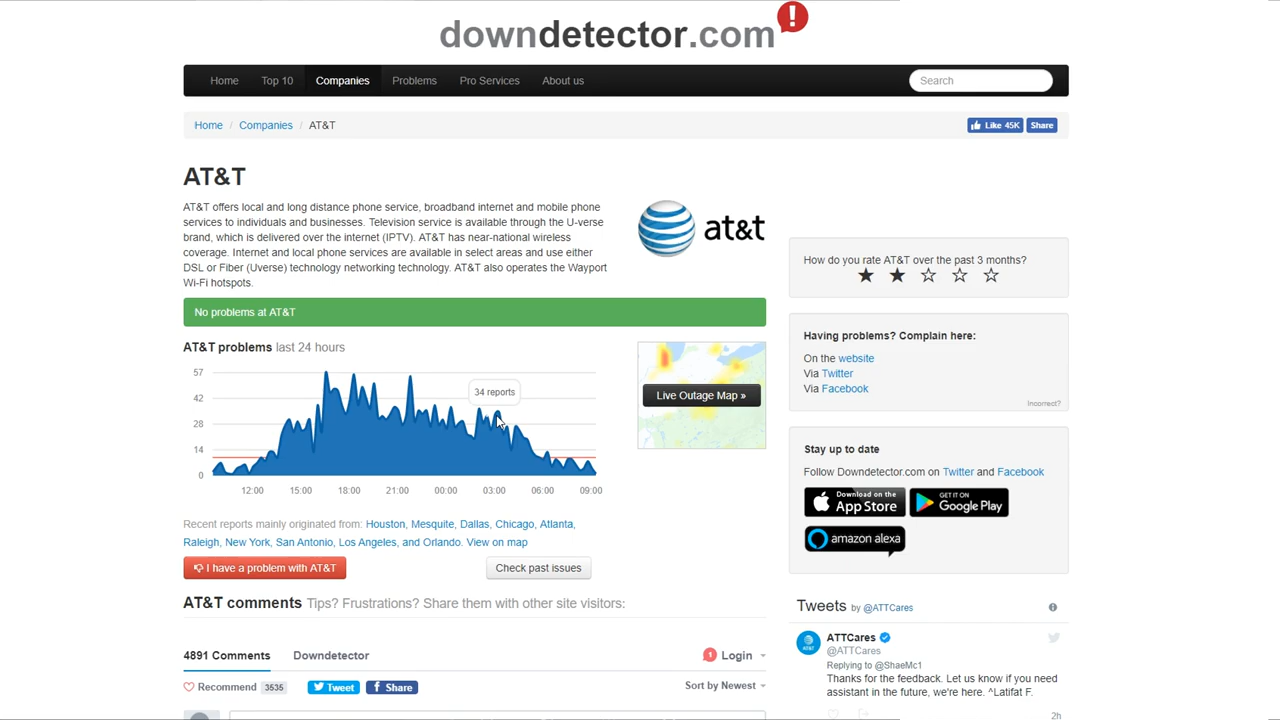 downdetector.com !
Home Top 10 Companies Problems Pro Services About us Search
Home / Companies / AT&T
Like 45K Share
AT&T
AT&T offers local and long distance phone service, broadband internet and mobile phone
services to individuals and businesses. Television service is available through the U-verse
brand, which is delivered over the internet (IPTV). AT&T has near-national wireless
coverage. Internet and local phone services are available in select areas and use either
DSL or Fiber (Uverse) technology networking technology. AT&T also operates the Wayport
Wi-Fi hotspots.
at&t
No problems at AT&T
AT&T problems last 24 hours
57
42
28
14
0
34 reports
12:00 15:00 18:00 21:00 00:00 03:00 06:00 09:00
Live Outage Map »
Recent reports mainly originated from: Houston, Mesquite, Dallas, Chicago, Atlanta,
Raleigh, New York, San Antonio, Los Angeles, and Orlando. View on map
I have a problem with AT&T
Check past issues
AT&T comments Tips? Frustrations? Share them with other site visitors:
4891 Comments Downdetector 1 Login
Recommend 3535 Tweet Share Sort by Newest
How do you rate AT&T over the past 3 months?
Having problems? Complain here:
On the website
Via Twitter
Via Facebook
Incorrect?
Stay up to date
Follow Downdetector.com on Twitter and Facebook
Download on the
App Store
GET IT ON
Google Play
amazon alexa
Tweets by @ATTCares
at&t
ATTCares
@ATTCares
Replying to @ShaeMc1
Thanks for the feedback. Let us know if you need
assistant in the future, we're here. ^Latifat F.
2h